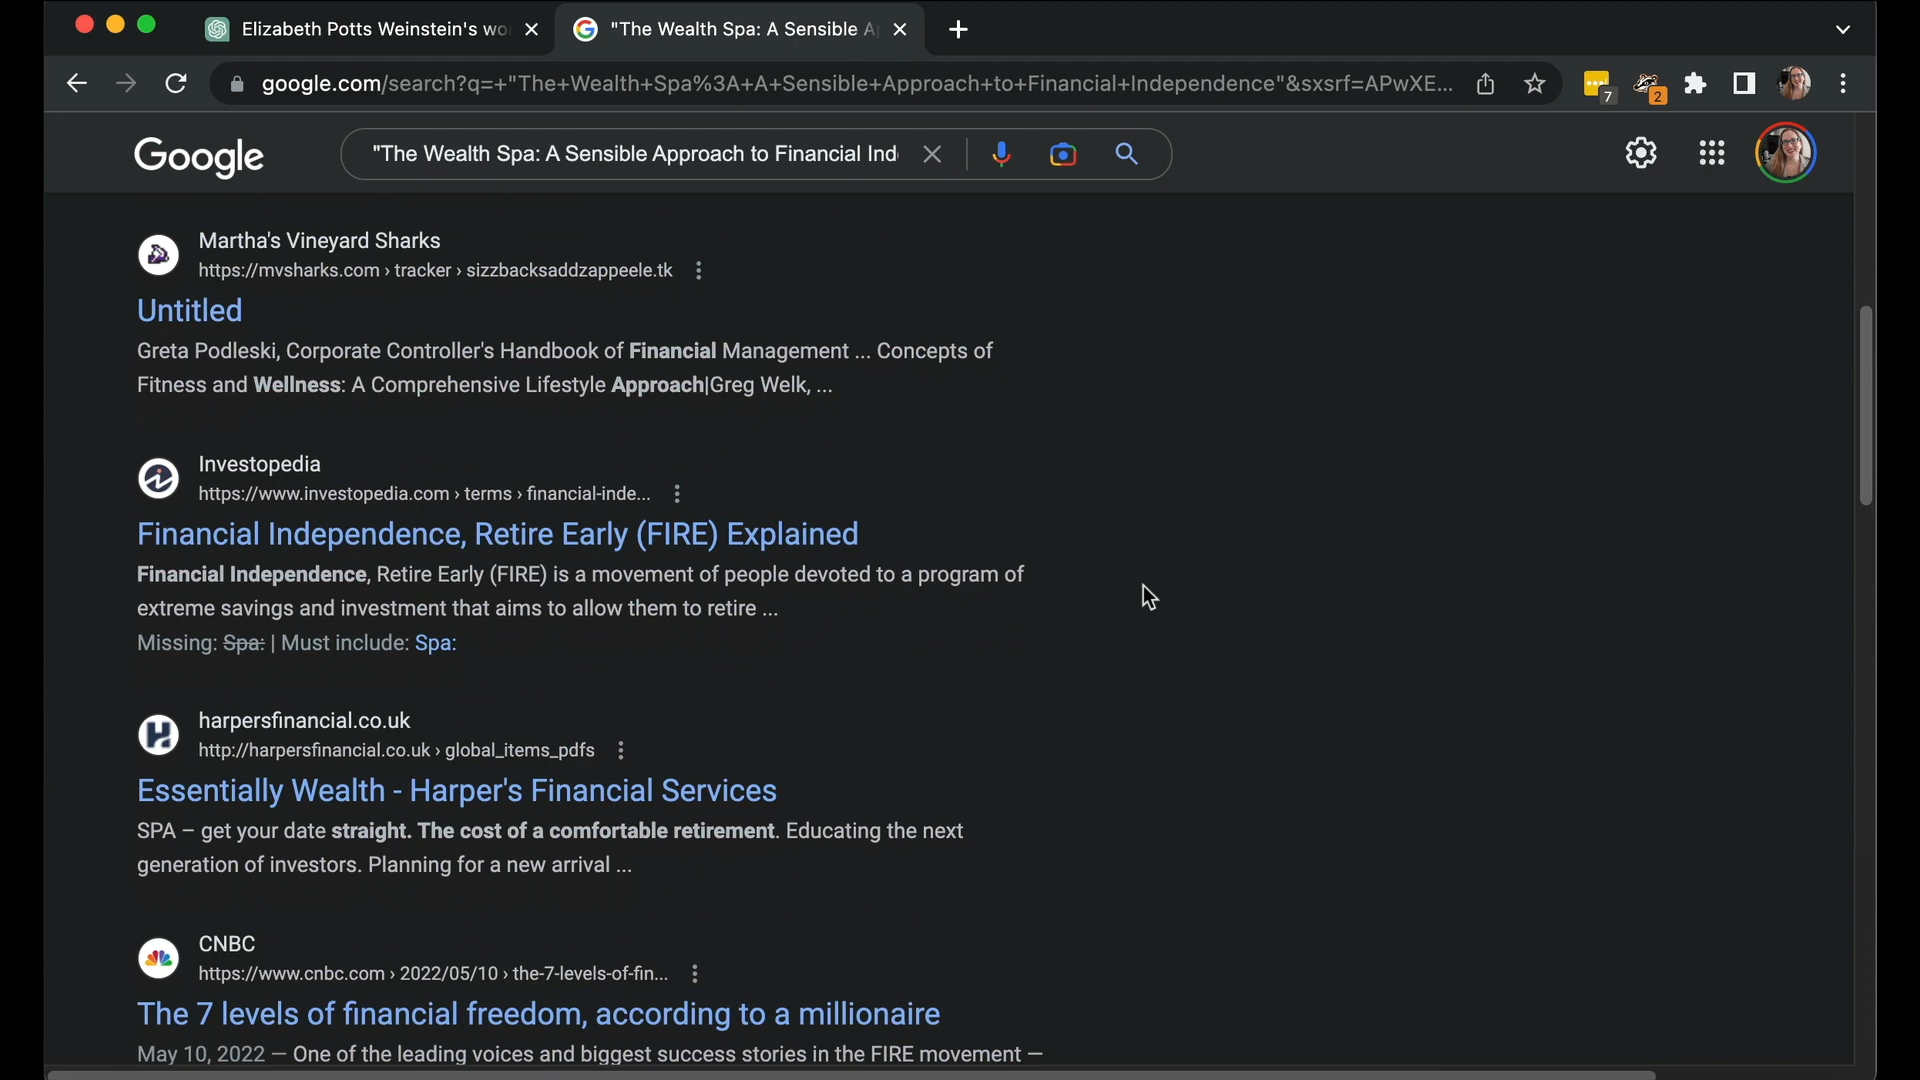 Elizabeth Potts Weinstein's wo
"The Wealth Spa: A Sensible A
google.com/search?q=+"The+Wealth+Spa%3A+A+Sensible+Approach+to+Financial+Independence"&sxsrf=APwXE...
7
2
Google
"The Wealth Spa: A Sensible Approach to Financial Ind
Martha's Vineyard Sharks
https://mvsharks.com › tracker › sizzbacksaddzappeele.tk
Untitled
Greta Podleski, Corporate Controller's Handbook of Financial Management ... Concepts of
Fitness and Wellness: A Comprehensive Lifestyle Approach|Greg Welk, ...
Investopedia
https://www.investopedia.com › terms › financial-inde...
Financial Independence, Retire Early (FIRE) Explained
Financial Independence, Retire Early (FIRE) is a movement of people devoted to a program of
extreme savings and investment that aims to allow them to retire ...
Missing: Spa: | Must include: Spa:
harpersfinancial.co.uk
http://harpersfinancial.co.uk › global_items_pdfs
Essentially Wealth - Harper's Financial Services
SPA – get your date straight. The cost of a comfortable retirement. Educating the next
generation of investors. Planning for a new arrival ...
CNBC
https://www.cnbc.com › 2022/05/10 › the-7-levels-of-fin...
The 7 levels of financial freedom, according to a millionaire
May 10, 2022 — One of the leading voices and biggest success stories in the FIRE movement —